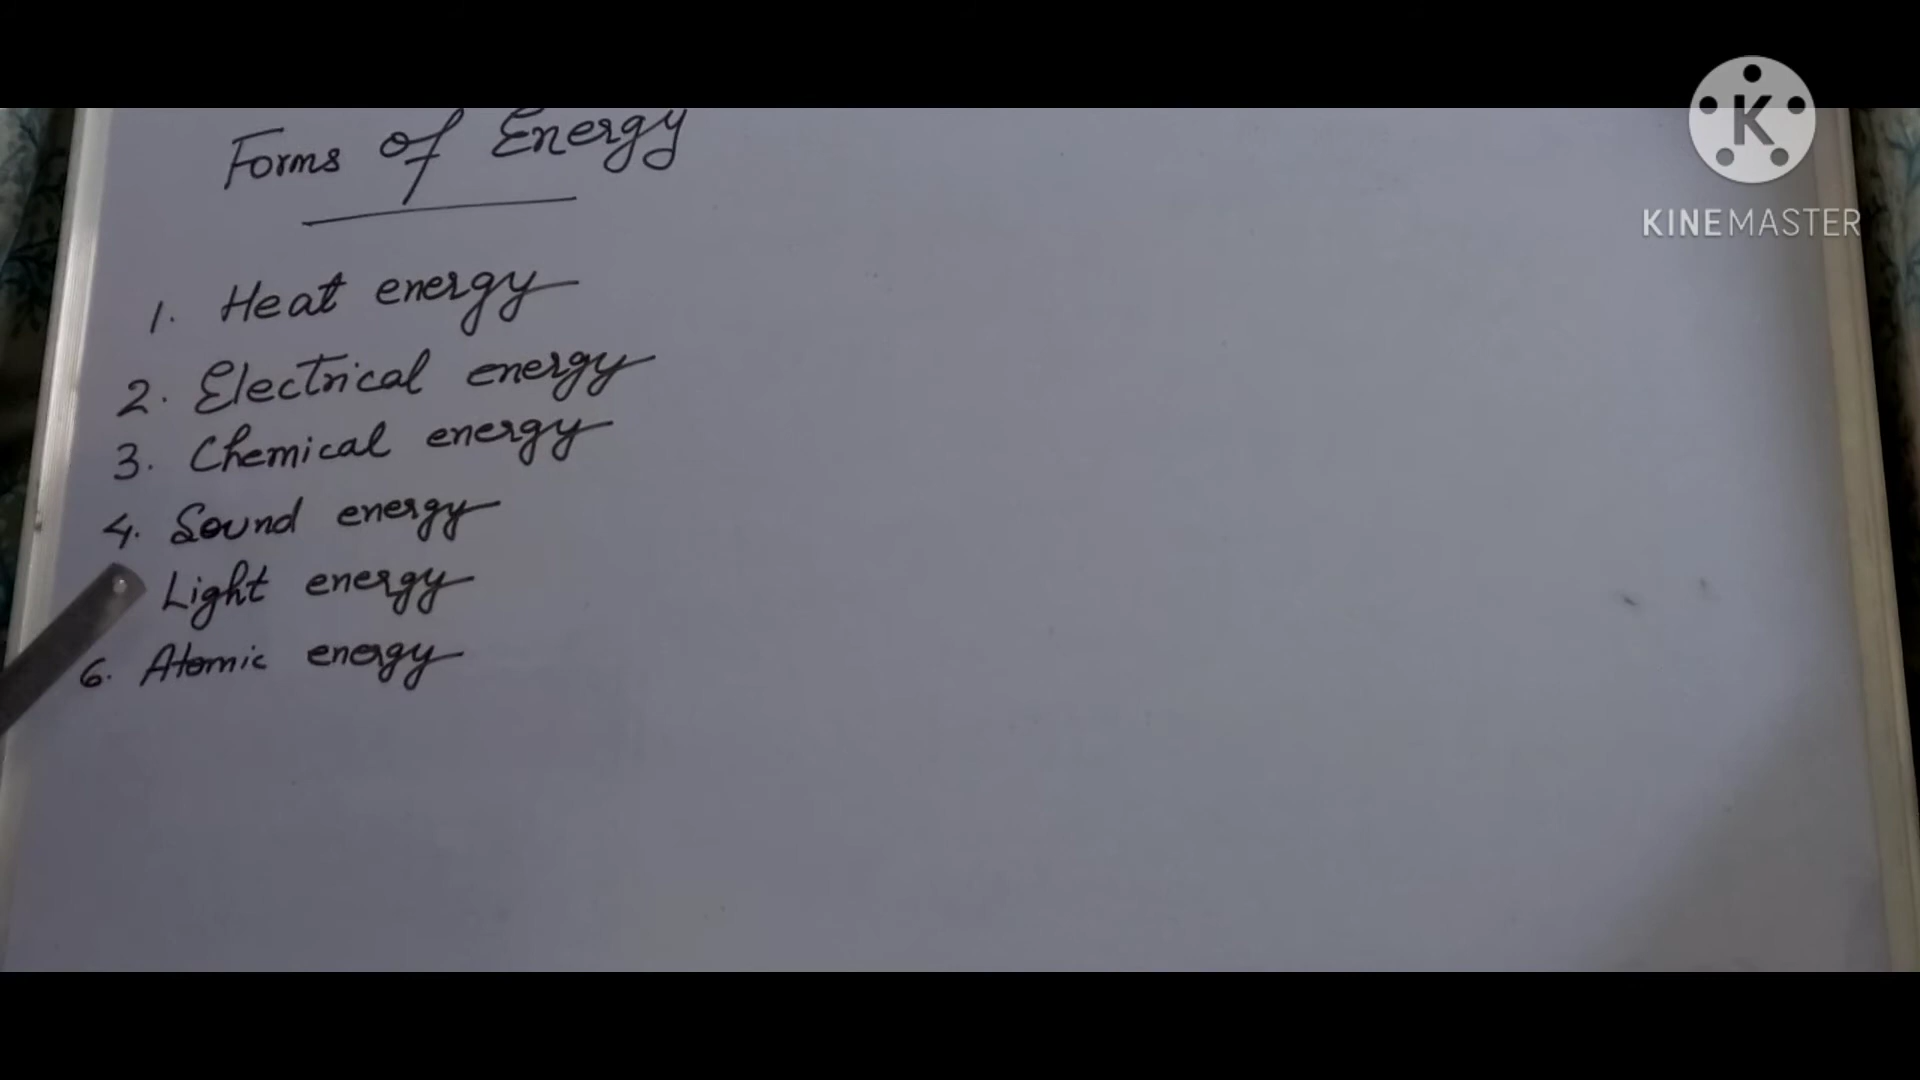 Forms of Energy
1. Heat energy
2. Electrical energy
3. Chemical energy
4. Sound energy
Light energy
6. Atomic energy
K
KINEMASTER